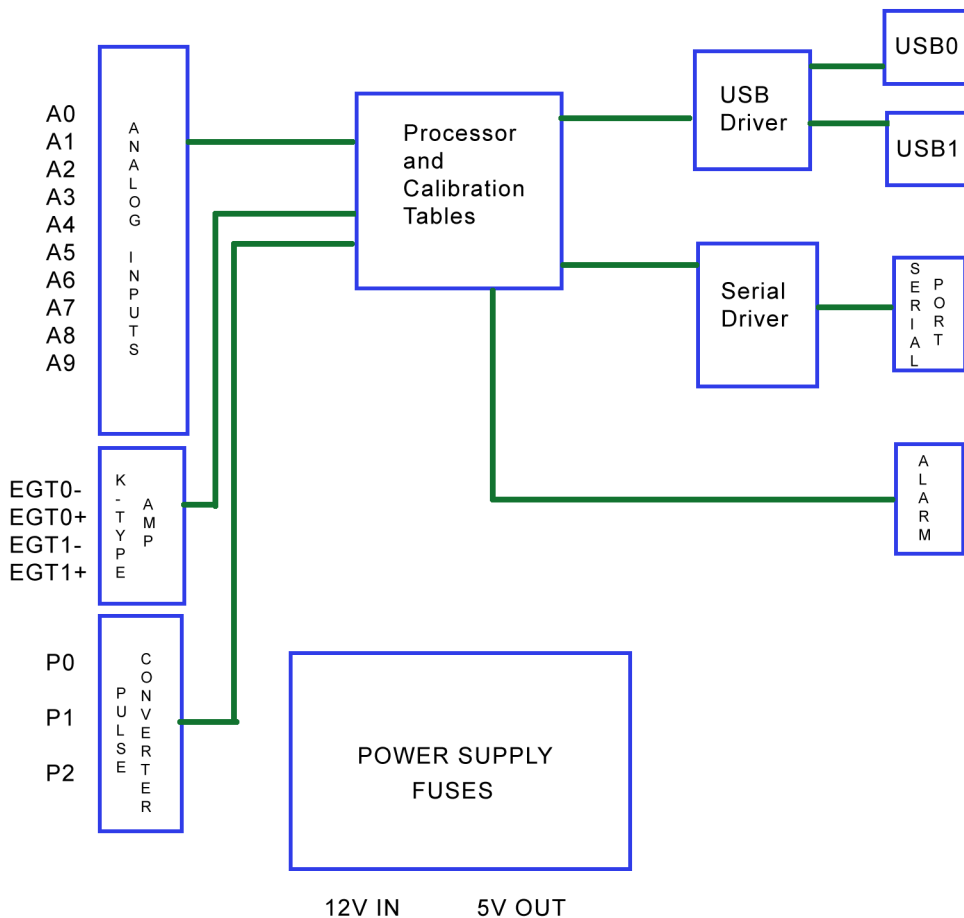 A0
A1
A2
A3
A4
A5
A6
A7
A8
A9
ANALOG INPUTS
EGT0-
EGT0+
EGT1-
EGT1+
K-TYPE
AMP
P0
P1
P2
PULSE
CONVERTER
Processor
and
Calibration
Tables
USB
Driver
USB0
USB1
Serial
Driver
SERIAL
PORT
ALARM
POWER SUPPLY
FUSES
12V IN
5V OUT